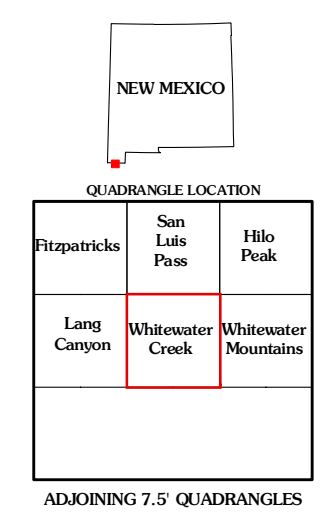 NEW MEXICO
QUADRANGLE LOCATION
Fitzpatricks
San
Luis
Pass
Hilo
Peak
Lang
Canyon
Whitewater
Creek
Whitewater
Mountains
ADJOINING 7.5' QUADRANGLES